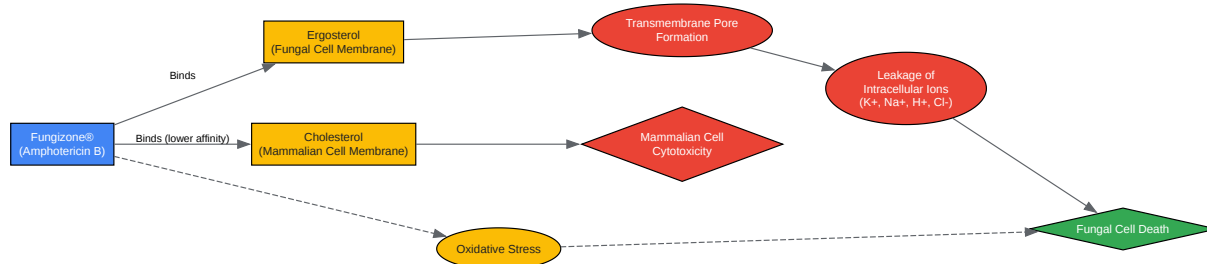 Fungizone®
(Amphotericin B)
Binds
Ergosterol
(Fungal Cell Membrane)
Transmembrane Pore
Formation
Leakage of
Intracellular Ions
(K+, Na+, H+, Cl-)
Binds (lower affinity)
Cholesterol
(Mammalian Cell Membrane)
Mammalian Cell
Cytotoxicity
Oxidative Stress
Fungal Cell Death